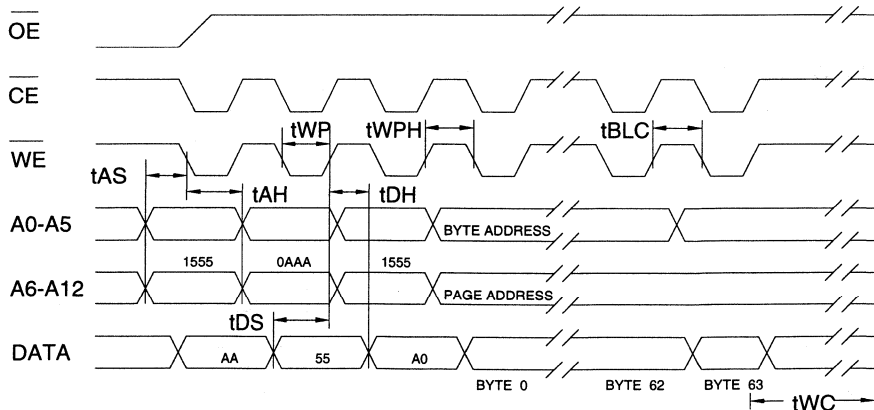 OE
CE
tWP tWPH tBLC
WE
tAS
tAH tDH
A0-A5
BYTE ADDRESS
1555 0AAA 1555
A6-A12
PAGE ADDRESS
tDS
DATA
AA 55 A0
BYTE 0 BYTE 62 BYTE 63
tWC